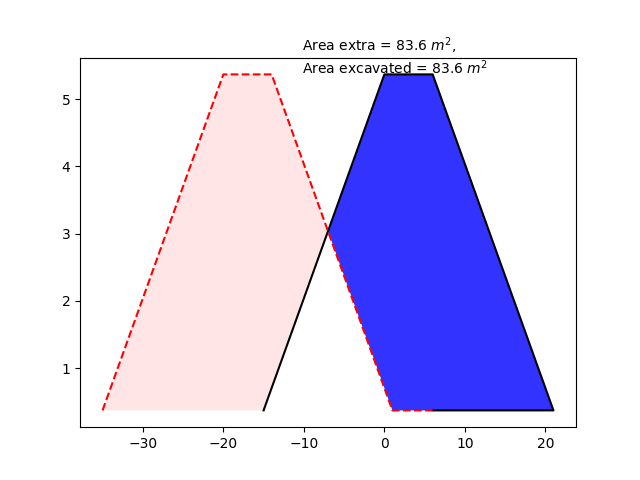 Area extra = 83.6 m²,
Area excavated = 83.6 m²
5
4
3
2
1
−30 −20 −10 0 10 20